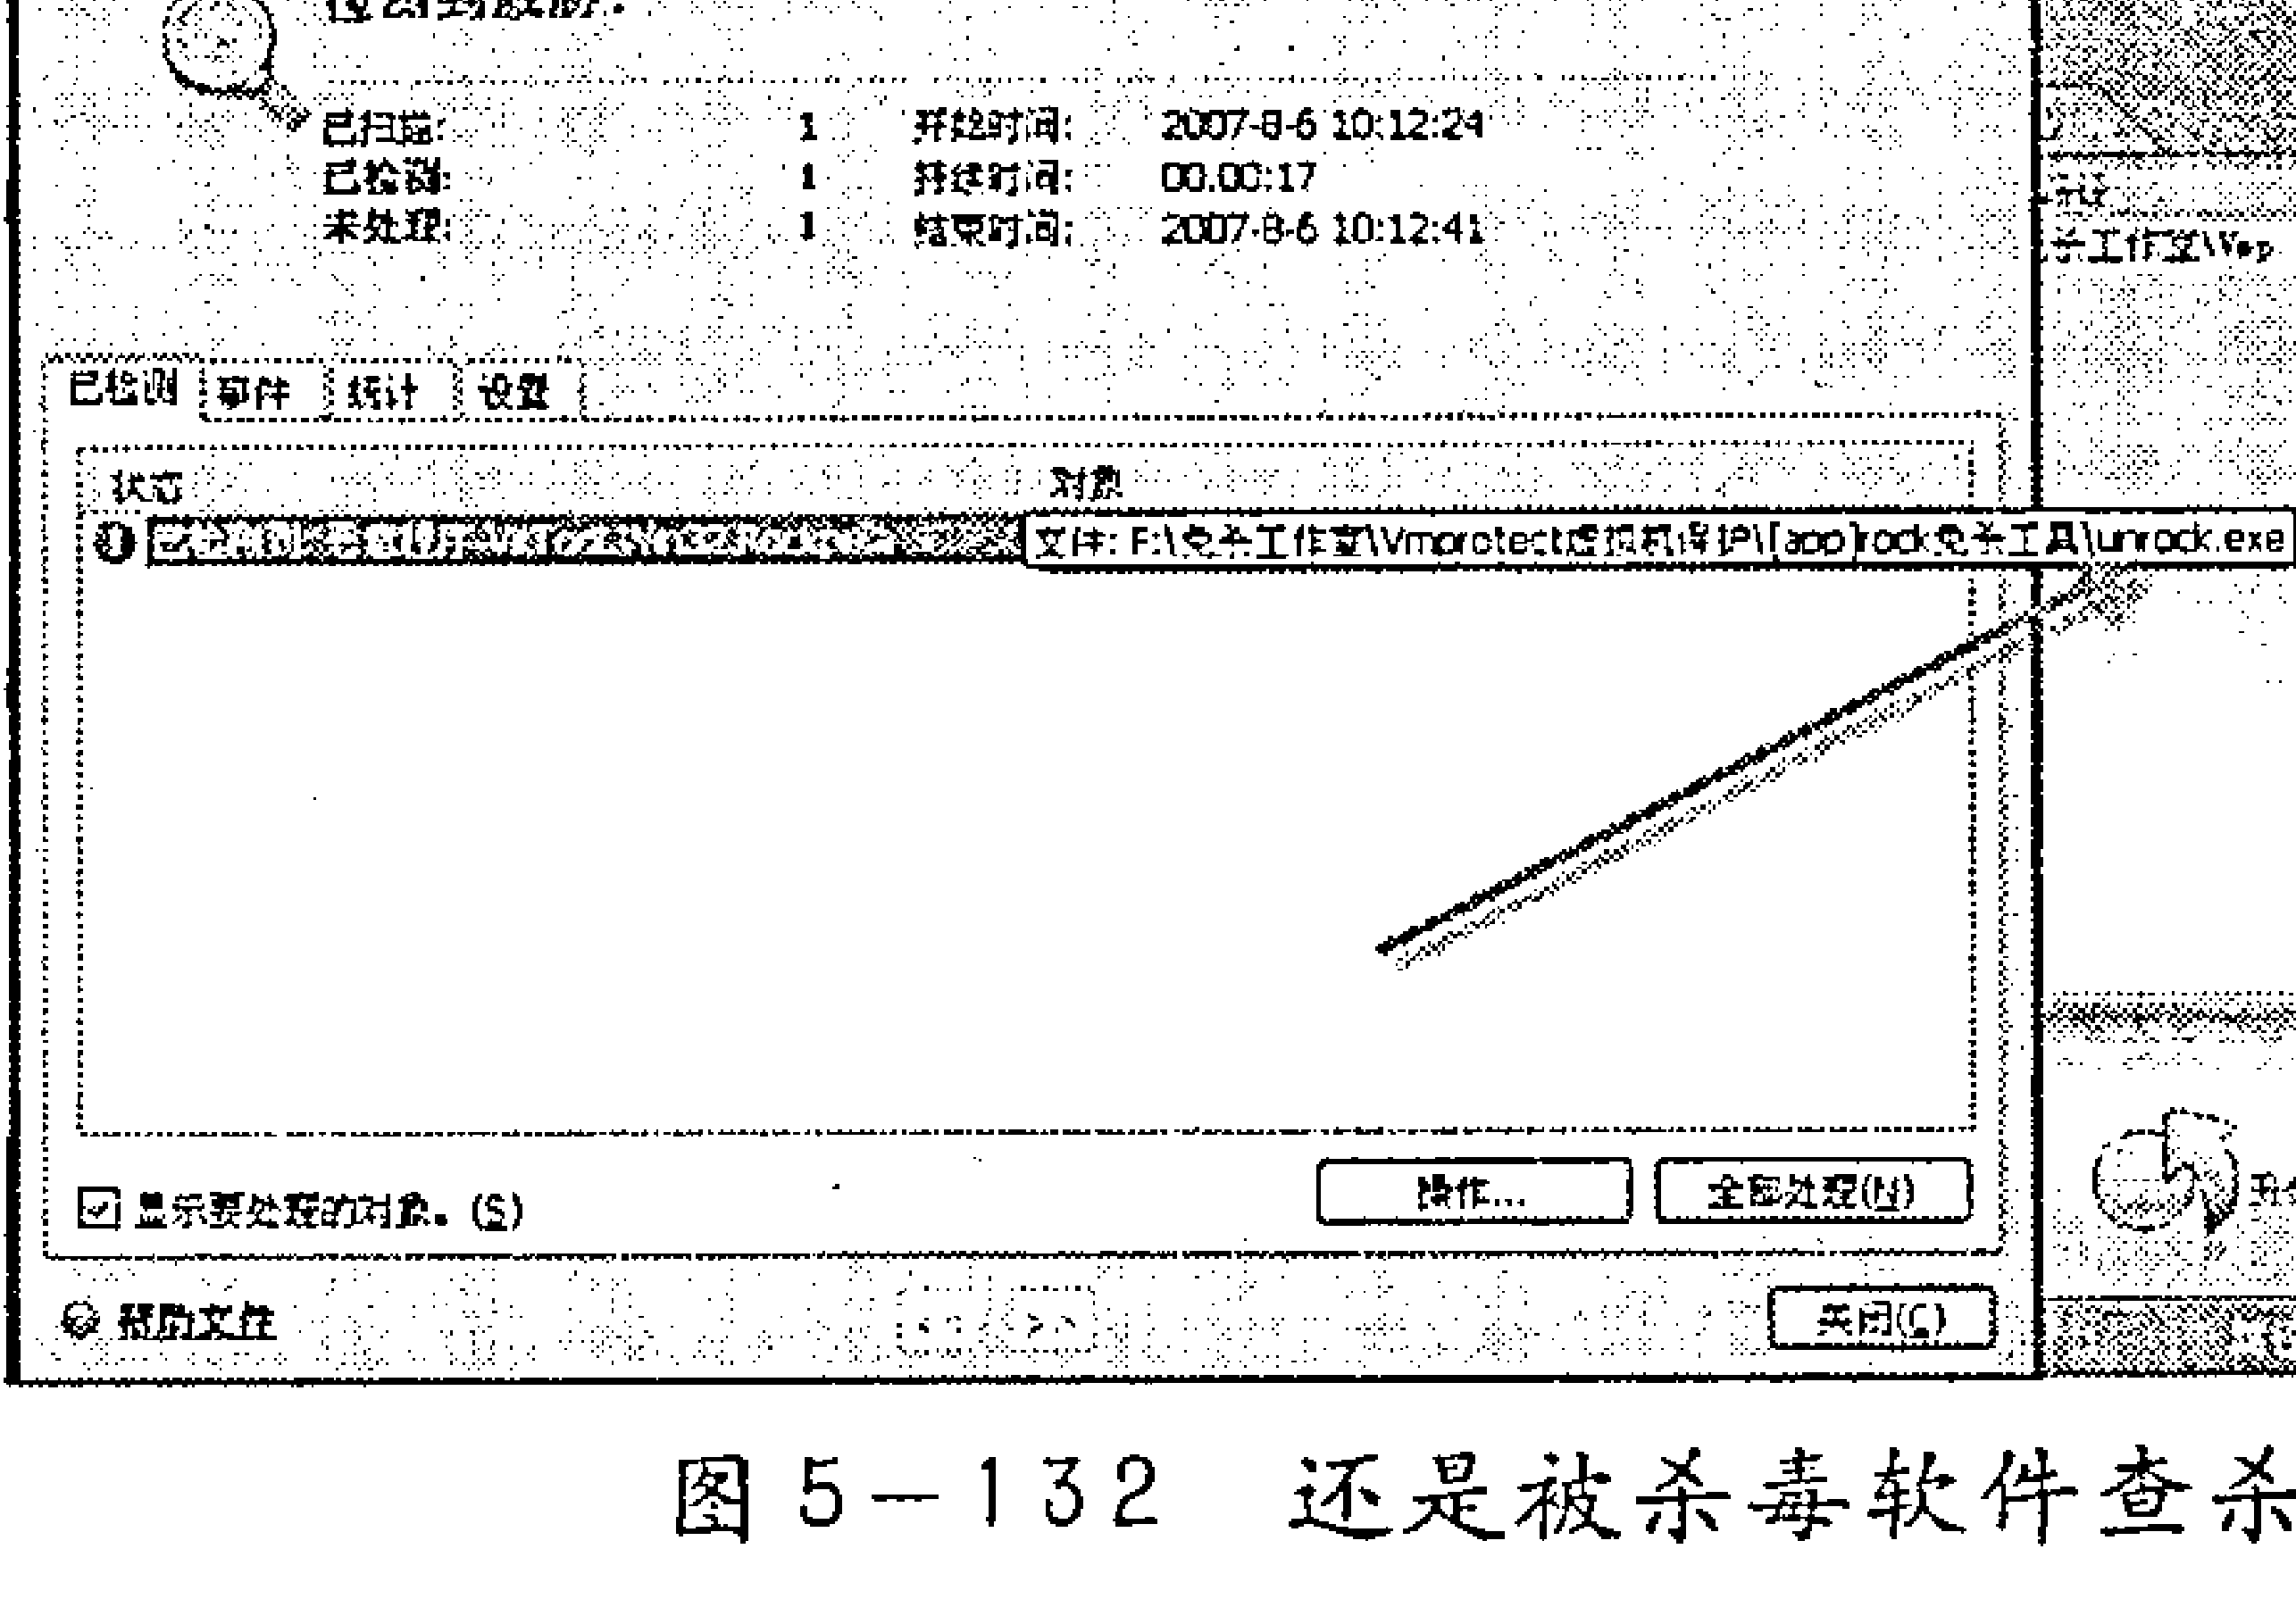 已扫描: 1 开始时间: 2007-8-6 10:12:24
已检测: 1 持续时间: 00:00:17
未处理: 1 结束时间: 2007-8-6 10:12:41
杀工作室\Vmp
已检测 事件 统计 设置
状态 对象
文件: F:\免杀工作室\Vmprotect虚拟机保护\[app]rock免杀工具\unrock.exe
显示要处理的对象。(S)
操作... 全部处理(N)
帮助文件 关闭(C)
图5-132 还是被杀毒软件查杀